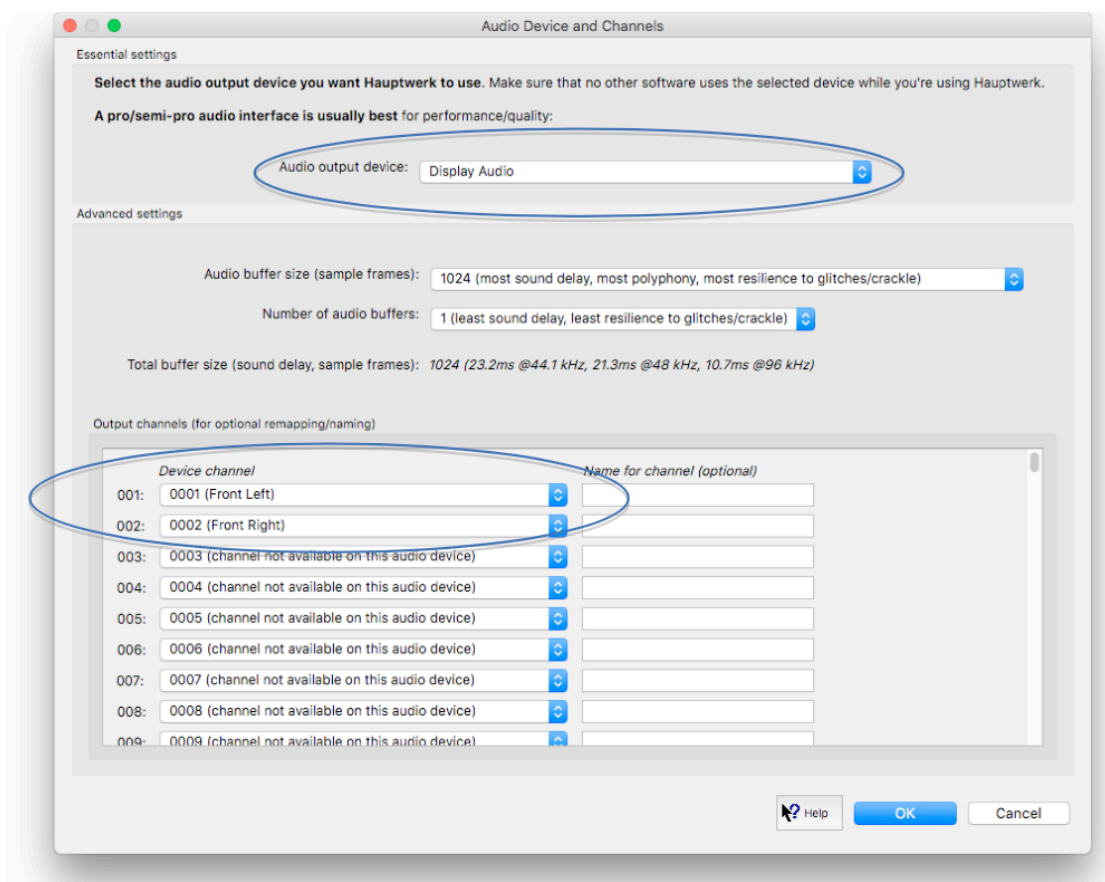 Audio Device and Channels
Essential settings
Select the audio output device you want Hauptwerk to use. Make sure that no other software uses the selected device while you're using Hauptwerk.
A pro/semi-pro audio interface is usually best for performance/quality:
Audio output device: Display Audio
Advanced settings
Audio buffer size (sample frames): 1024 (most sound delay, most polyphony, most resilience to glitches/crackle)
Number of audio buffers: 1 (least sound delay, least resilience to glitches/crackle)
Total buffer size (sound delay, sample frames): 1024 (23.2ms @44.1 kHz, 21.3ms @48 kHz, 10.7ms @96 kHz)
Output channels (for optional remapping/naming)
Device channel Name for channel (optional)
001: 0001 (Front Left)
002: 0002 (Front Right)
003: 0003 (channel not available on this audio device)
004: 0004 (channel not available on this audio device)
005: 0005 (channel not available on this audio device)
006: 0006 (channel not available on this audio device)
007: 0007 (channel not available on this audio device)
008: 0008 (channel not available on this audio device)
009: 0009 (channel not available on this audio device)
? Help OK Cancel